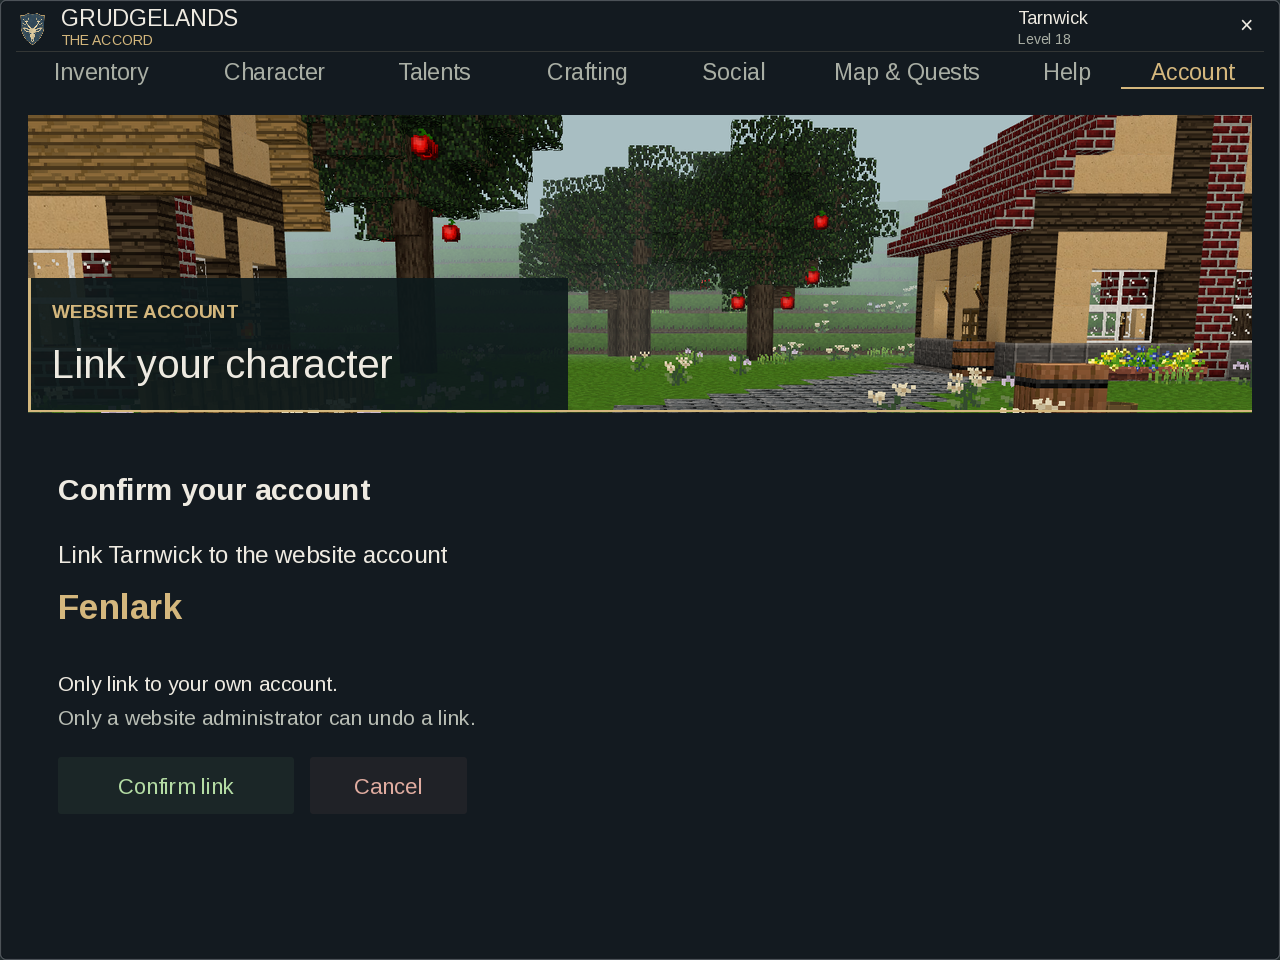 GRUDGELANDS
THE ACCORD
Tarnwick
Level 18
×
Inventory Character Talents Crafting Social Map & Quests Help Account
WEBSITE ACCOUNT
Link your character
Confirm your account
Link Tarnwick to the website account
Fenlark
Only link to your own account.
Only a website administrator can undo a link.
Confirm link Cancel